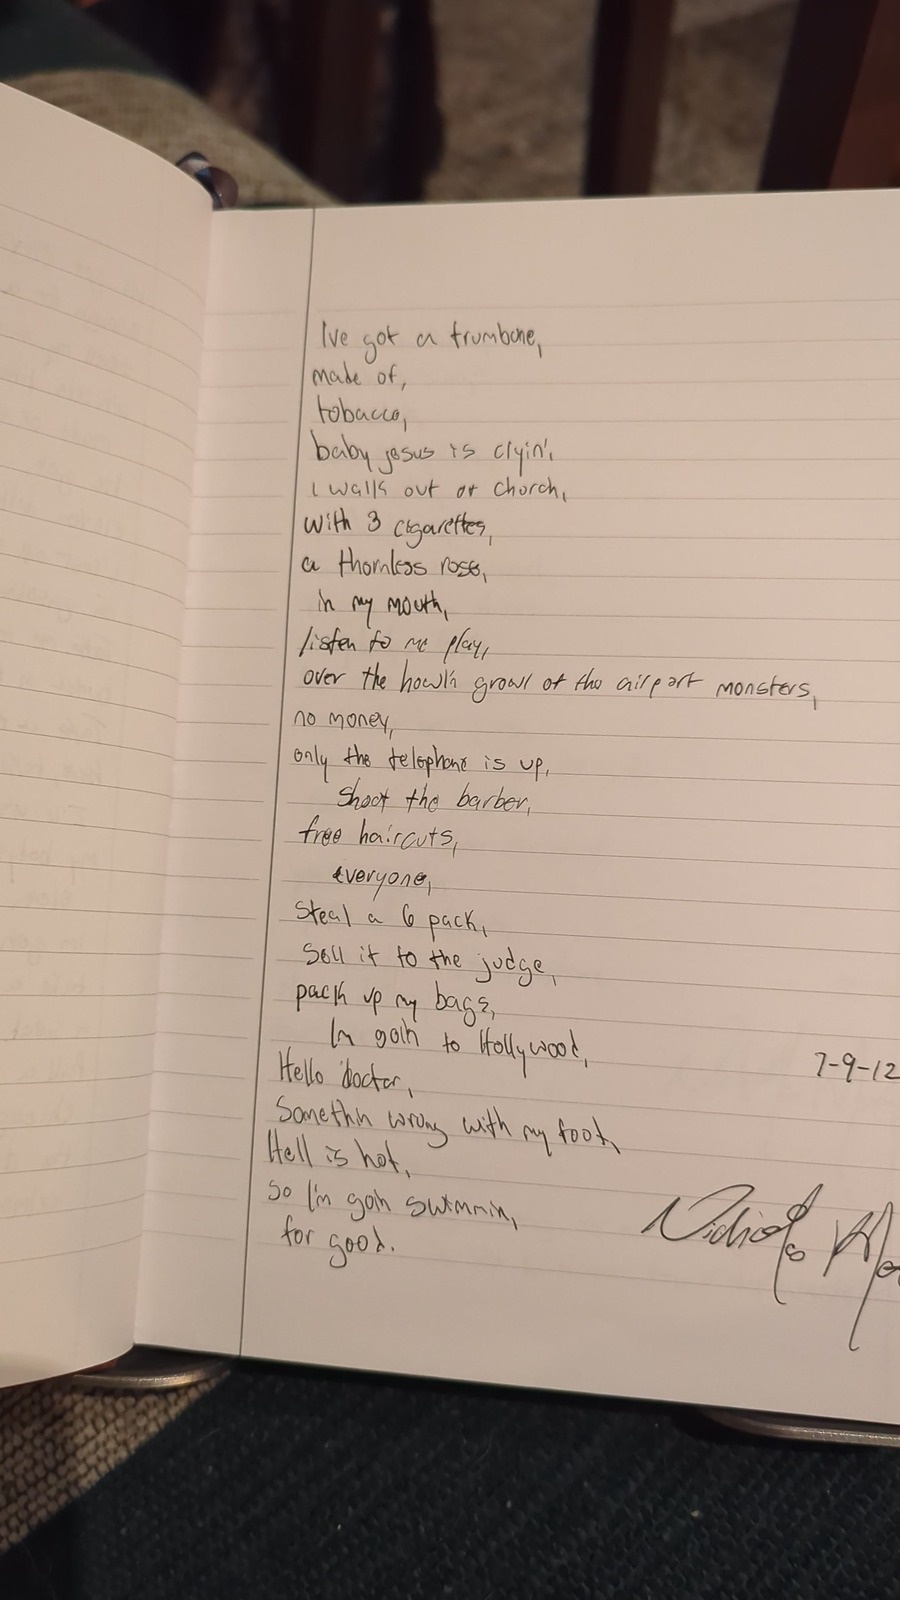 Ive got a trumbone,
made of,
tobacco,
baby jesus is cryin',
i walk out of church,
with 3 cigarettes,
a thornless rose,
in my mouth,
listen to me play,
over the howl'n growl of the airport monsters,
no money,
only the telephone is up,
shoot the barber,
free haircuts,
everyone,
steal a 6 pack,
sell it to the judge,
pack up my bags,
Im goin to Hollywood,
7-9-12
Hello doctor,
Somethin wrong with my foot,
Hell is hot,
so I'm goin swimmin,
for good.